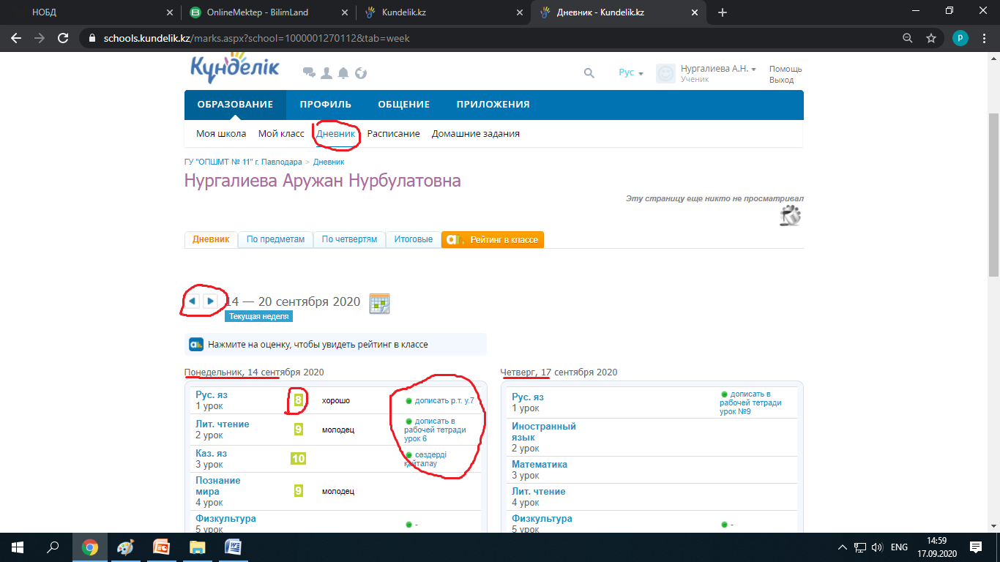 НОБД
OnlineMektep - BilimLand
Kundelik.kz
Дневник - Kundelik.kz
schools.kundelik.kz/marks.aspx?school=1000001270112&tab=week
р
Күнделік
Рус
Нургалиева А.Н.
Ученик
Помощь
Выход
ОБРАЗОВАНИЕ ПРОФИЛЬ ОБЩЕНИЕ ПРИЛОЖЕНИЯ
Моя школа Мой класс Дневник Расписание Домашние задания
ГУ "ОПШМТ № 11" г. Павлодара > Дневник
Нургалиева Аружан Нурбулатовна
Эту страницу еще никто не просматривал
Дневник По предметам По четвертям Итоговые Рейтинг в классе
14 — 20 сентября 2020
Текущая неделя
Нажмите на оценку, чтобы увидеть рейтинг в классе
Понедельник, 14 сентября 2020
Рус. яз 8 хорошо дописать р.т. у.7
1 урок
Лит. чтение 9 молодец дописать в
рабочей тетради
2 урок
урок 6
Каз. яз 10 сөздерді
3 урок қайталау
Познание
мира 9 молодец
4 урок
Физкультура -
5 урок
Четверг, 17 сентября 2020
Рус. яз дописать в
рабочей тетради
1 урок
урок №9
Иностранный
язык
2 урок
Математика
3 урок
Лит. чтение
4 урок
Физкультура -
5 урок
ENG
14:59
17.09.2020